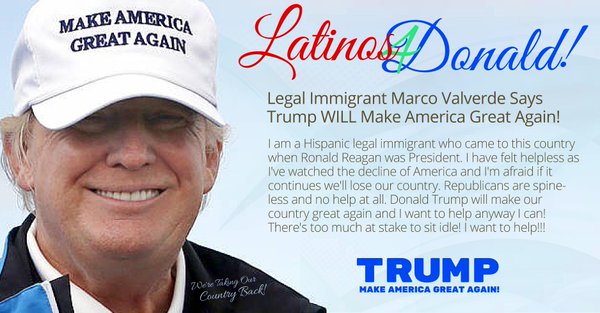 MAKE AMERICA
GREAT AGAIN
Latinos4Donald!
Legal Immigrant Marco Valverde Says
Trump WILL Make America Great Again!
I am a Hispanic legal immigrant who came to this country
when Ronald Reagan was President. I have felt helpless as
I've watched the decline of America and I'm afraid if it
continues we'll lose our country. Republicans are spine-
less and no help at all. Donald Trump will make our
country great again and I want to help anyway I can!
There's too much at stake to sit idle! I want to help!!!
We're Taking Our
Country Back!
TRUMP
MAKE AMERICA GREAT AGAIN!